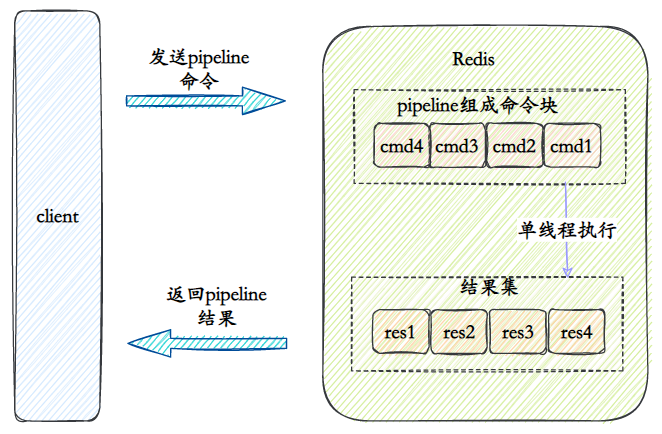 client
发送pipeline
命令
返回pipeline
结果
Redis
pipeline组成命令块
cmd4 cmd3 cmd2 cmd1
单线程执行
结果集
res1 res2 res3 res4